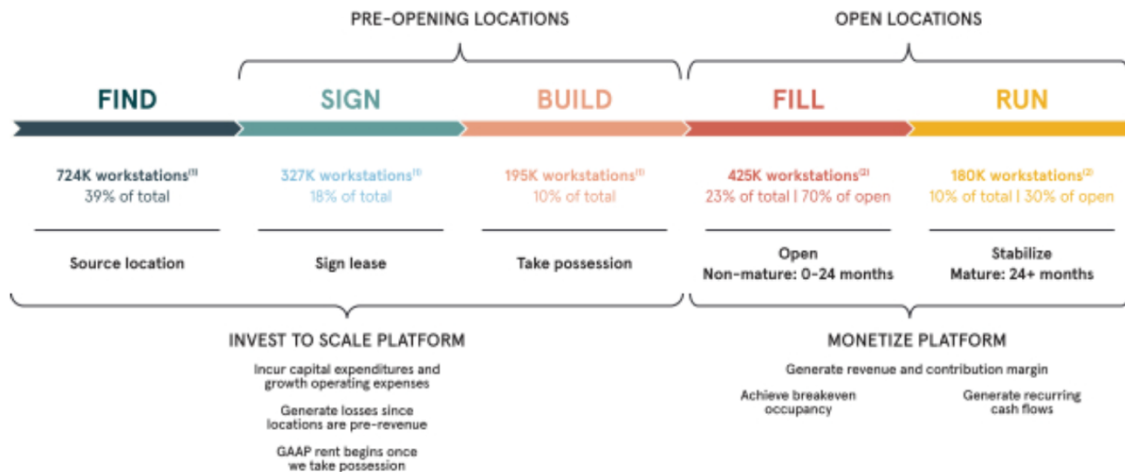 PRE-OPENING LOCATIONS
OPEN LOCATIONS
FIND
SIGN
BUILD
FILL
RUN
724K workstations(1)
39% of total
327K workstations(1)
18% of total
195K workstations(1)
10% of total
425K workstations(2)
23% of total | 70% of open
180K workstations(2)
10% of total | 30% of open
Source location
Sign lease
Take possession
Open
Non-mature: 0-24 months
Stabilize
Mature: 24+ months
INVEST TO SCALE PLATFORM
Incur capital expenditures and
growth operating expenses
Generate losses since
locations are pre-revenue
GAAP rent begins once
we take possession
MONETIZE PLATFORM
Generate revenue and contribution margin
Achieve breakeven
occupancy
Generate recurring
cash flows